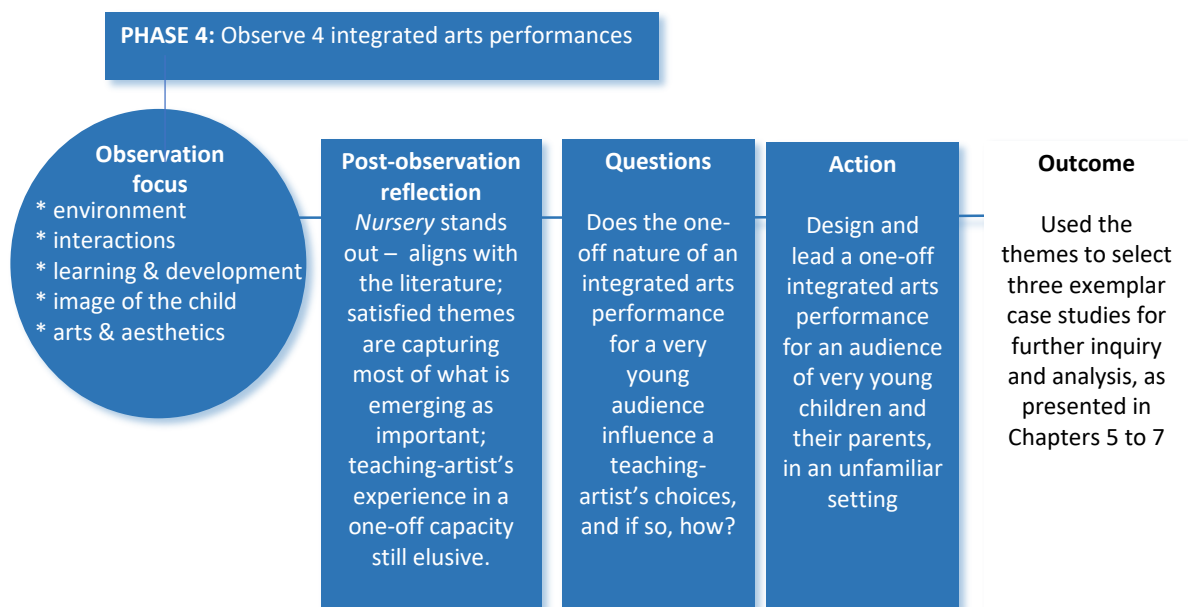 PHASE 4: Observe 4 integrated arts performances
Observation
focus
* environment
* interactions
* learning & development
* image of the child
* arts & aesthetics
Post-observation
reflection
Nursery stands
out – aligns with
the literature;
satisfied themes
are capturing
most of what is
emerging as
important;
teaching-artist’s
experience in a
one-off capacity
still elusive.
Questions
Does the one-
off nature of an
integrated arts
performance
for a very
young
audience
influence a
teaching-
artist’s choices,
and if so, how?
Action
Design and
lead a one-off
integrated arts
performance
for an audience
of very young
children and
their parents,
in an unfamiliar
setting
Outcome
Used the
themes to select
three exemplar
case studies for
further inquiry
and analysis, as
presented in
Chapters 5 to 7